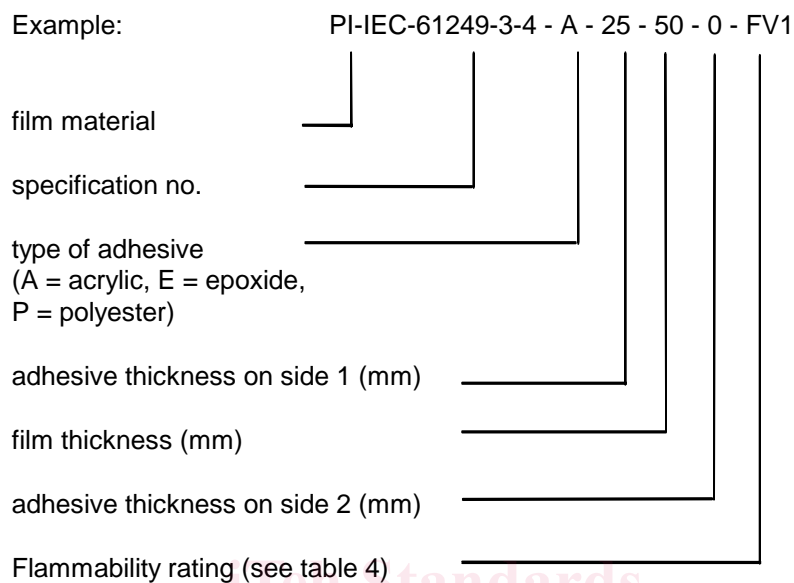 Example: PI-IEC-61249-3-4 - A - 25 - 50 - 0 - FV1
film material
specification no.
type of adhesive
(A = acrylic, E = epoxide,
P = polyester)
adhesive thickness on side 1 (mm)
film thickness (mm)
adhesive thickness on side 2 (mm)
Flammability rating (see table 4)
Standards